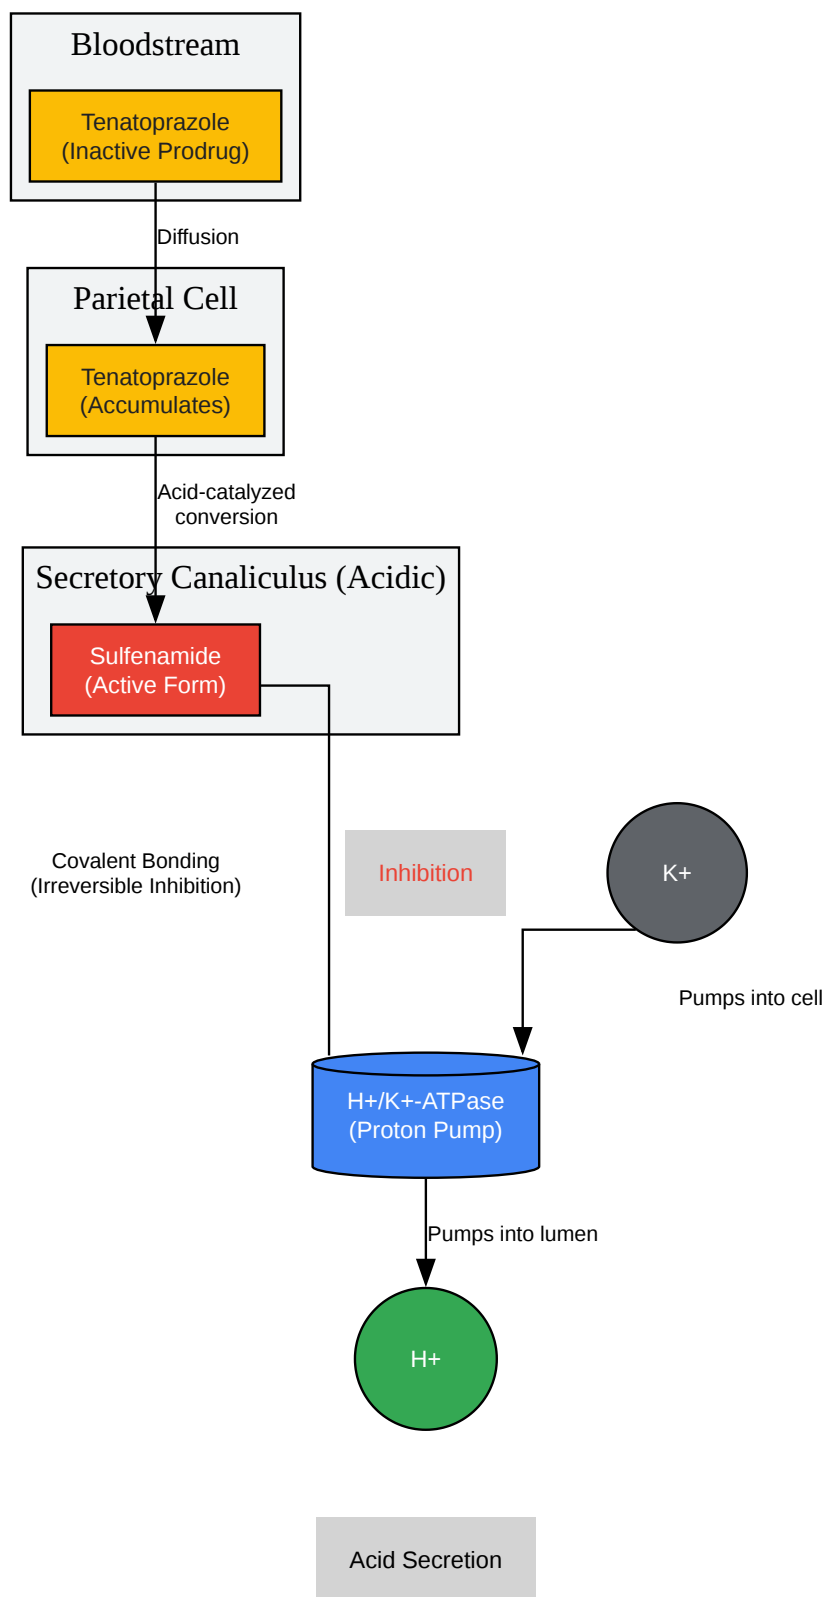 Bloodstream
Tenatoprazole
(Inactive Prodrug)
Diffusion
Parietal Cell
Tenatoprazole
(Accumulates)
Acid-catalyzed
conversion
Secretory Canaliculus (Acidic)
Sulfenamide
(Active Form)
Covalent Bonding
(Irreversible Inhibition)
Inhibition
K+
Pumps into cell
H+/K+-ATPase
(Proton Pump)
Pumps into lumen
H+
Acid Secretion